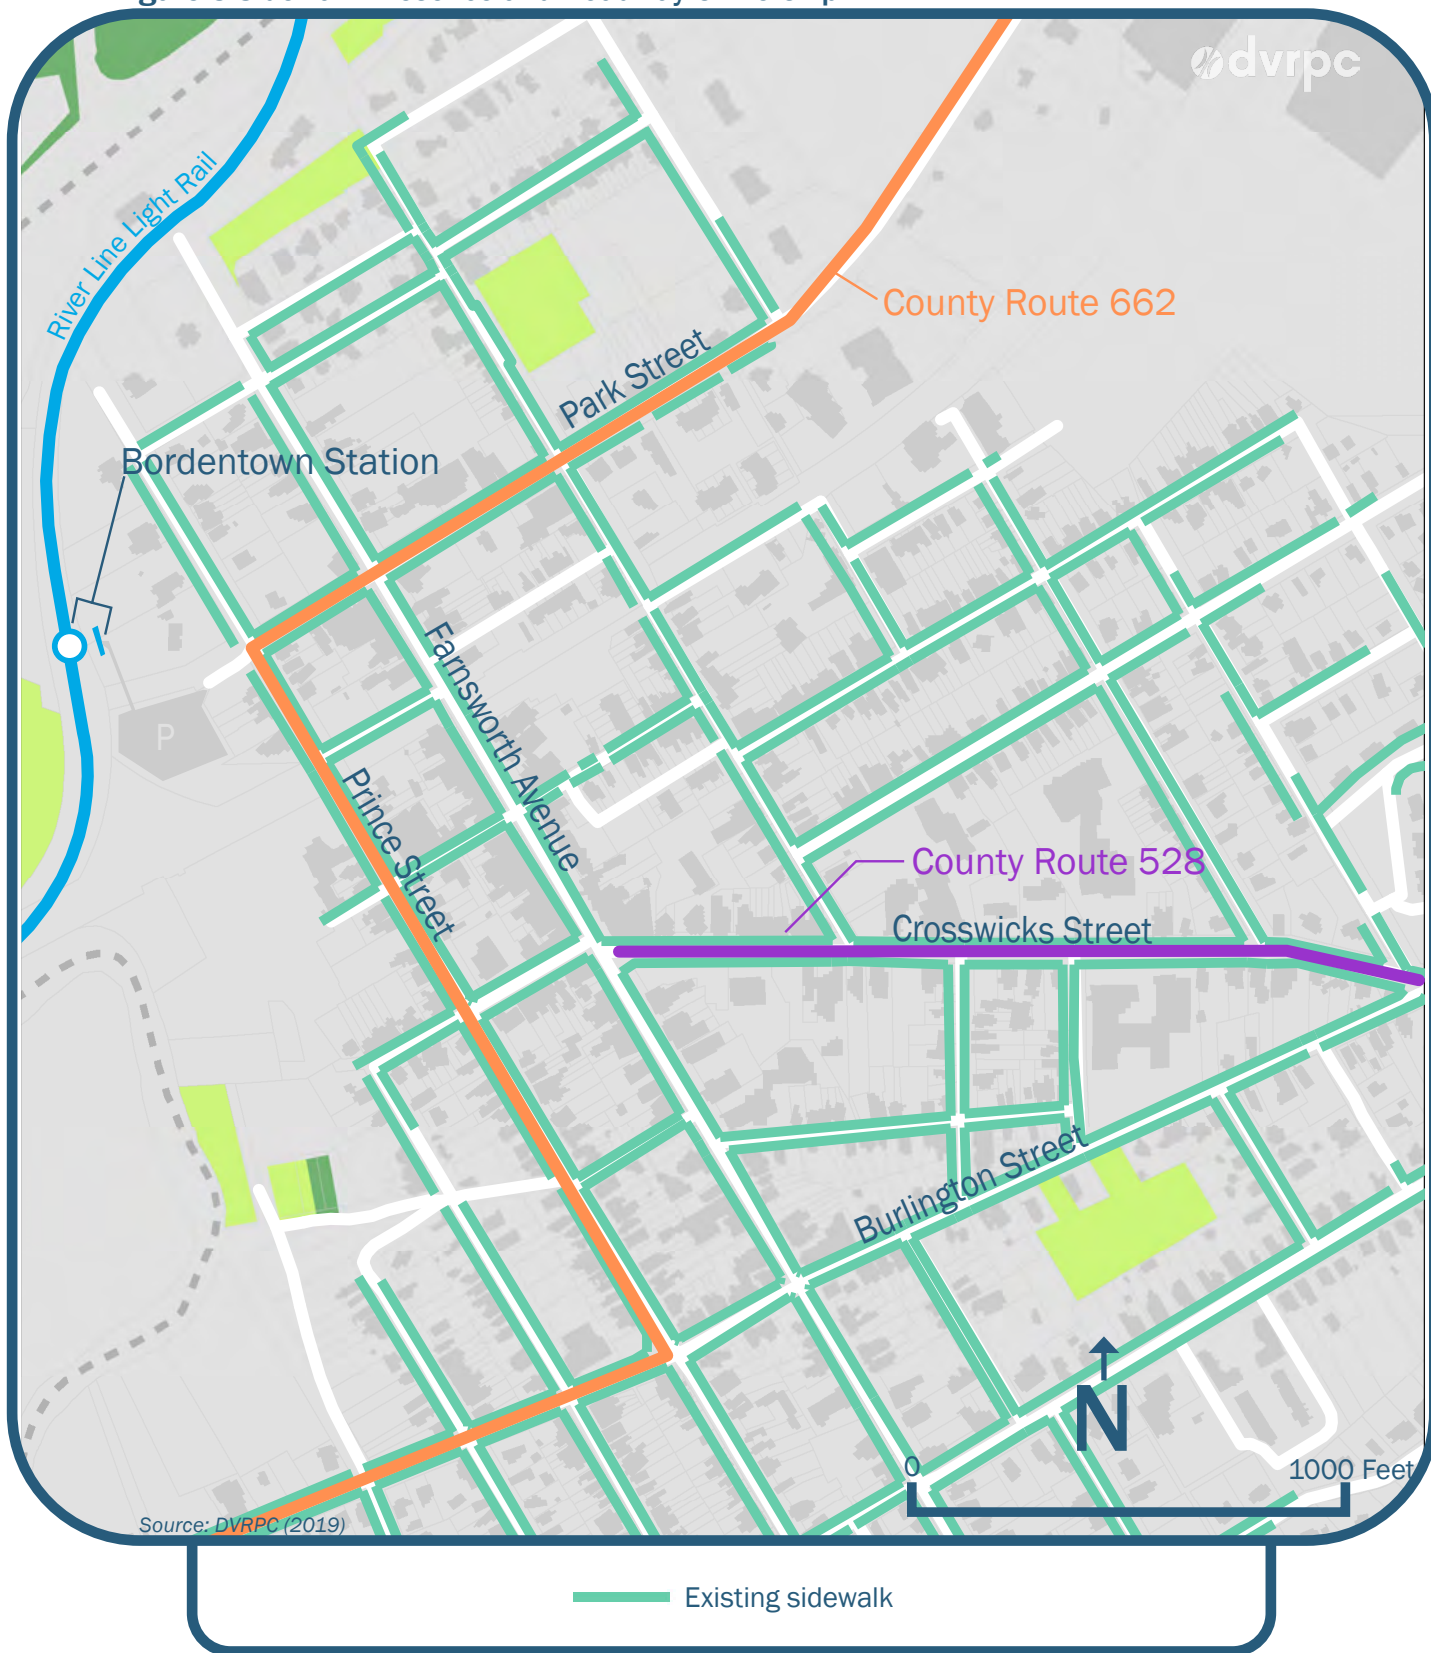 dvrpc
River Line Light Rail
County Route 662
Park Street
Bordentown Station
Farnsworth Avenue
P
Prince Street
County Route 528
Crosswicks Street
Burlington Street
N
0
1000 Feet
Source: DVRPC (2019)
Existing sidewalk